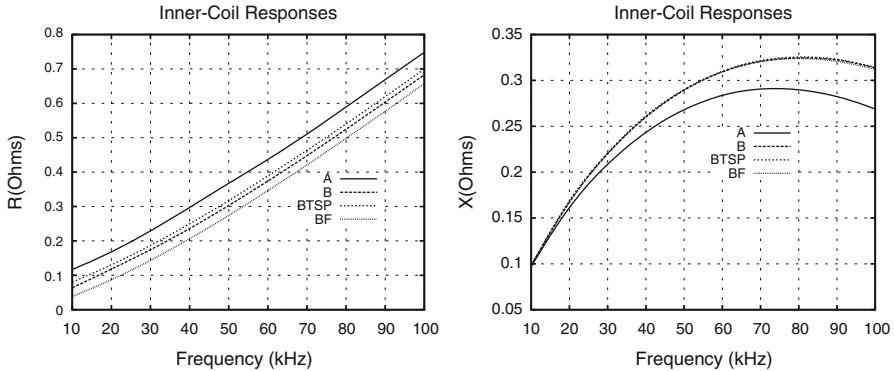 Inner-Coil Responses
0.8
0.7
0.6
0.5
0.4
0.3
0.2
0.1
0
R(Ohms)
A
B
BTSP
BF
10 20 30 40 50 60 70 80 90 100
Frequency (kHz)
Inner-Coil Responses
0.35
0.3
0.25
0.2
0.15
0.1
0.05
X(Ohms)
A
B
BTSP
BF
10 20 30 40 50 60 70 80 90 100
Frequency (kHz)